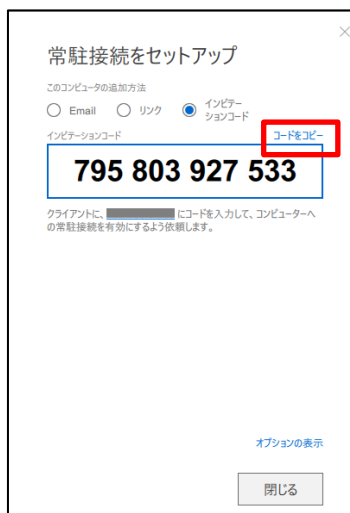 常駐接続をセットアップ
このコンピュータの追加方法
Email リンク インビテー
ションコード
インビテーションコード コードをコピー
795 803 927 533
クライアントに、 にコードを入力して、コンピューターへ
の常駐接続を有効にするよう依頼します。
オプションの表示
閉じる